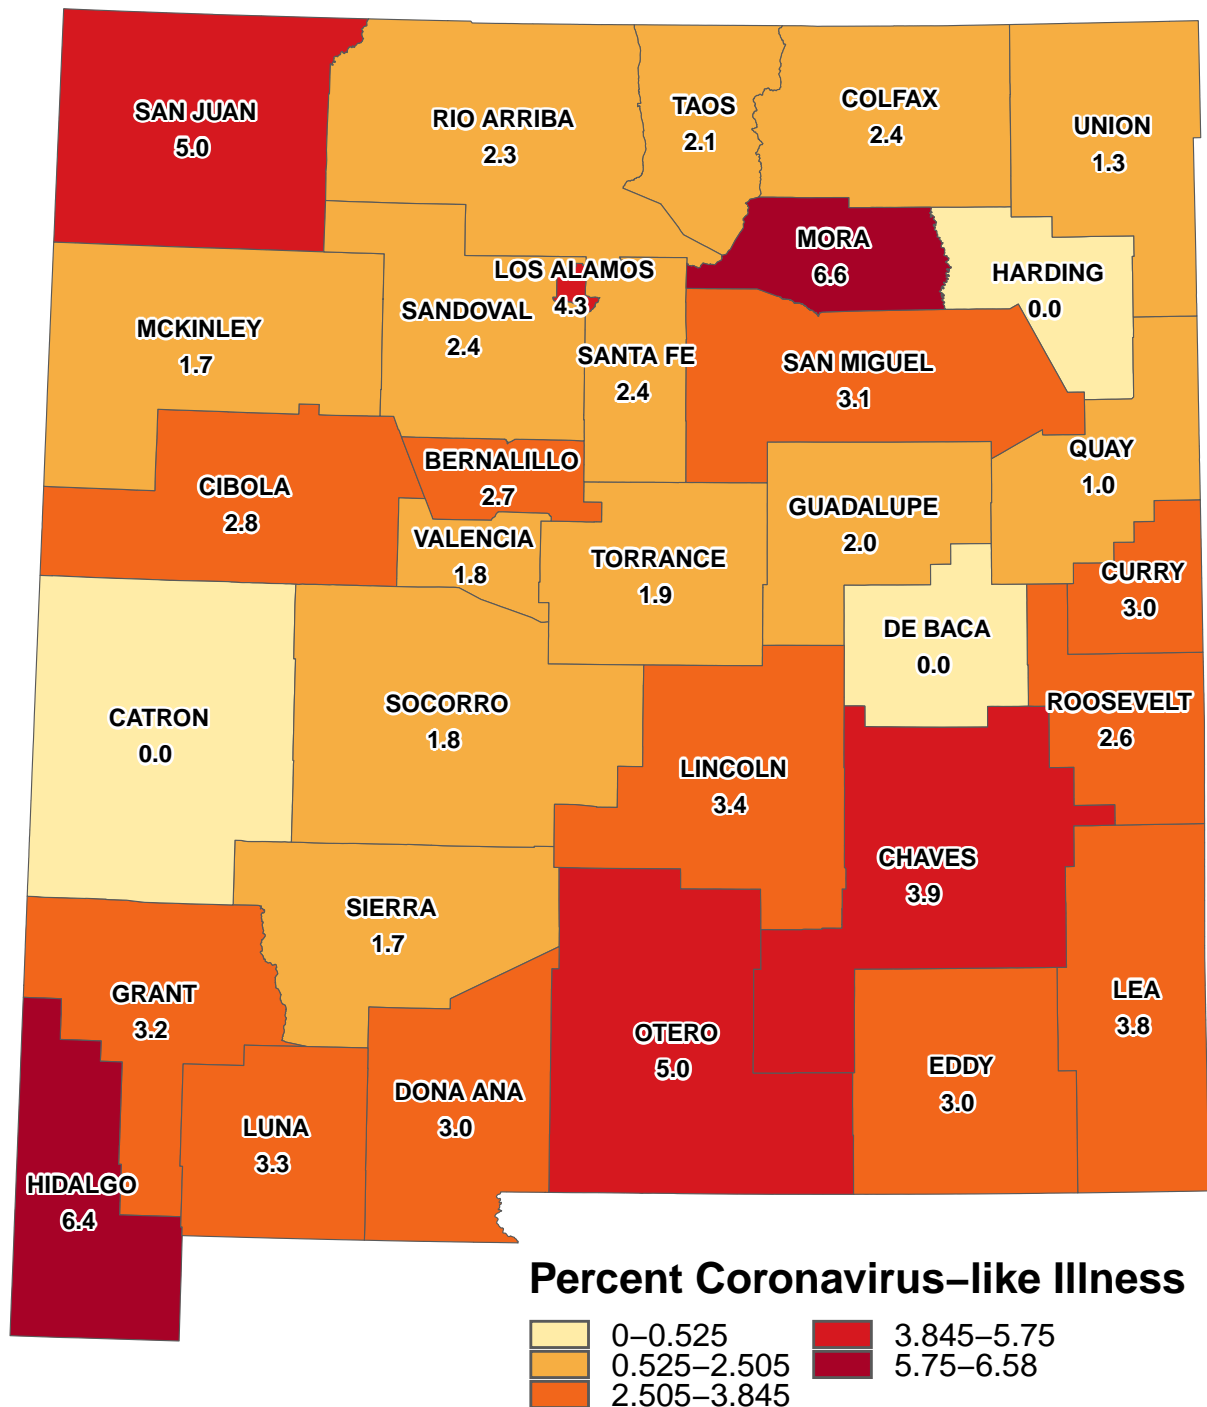 SAN JUAN
5.0
RIO ARRIBA
2.3
TAOS
2.1
COLFAX
2.4
UNION
1.3
MORA
6.6
HARDING
0.0
LOS ALAMOS
4.3
SANDOVAL
2.4
MCKINLEY
1.7
SANTA FE
2.4
SAN MIGUEL
3.1
QUAY
1.0
BERNALILLO
2.7
CIBOLA
2.8
GUADALUPE
2.0
VALENCIA
1.8
TORRANCE
1.9
CURRY
3.0
DE BACA
0.0
CATRON
0.0
SOCORRO
1.8
ROOSEVELT
2.6
LINCOLN
3.4
CHAVES
3.9
SIERRA
1.7
GRANT
3.2
LEA
3.8
OTERO
5.0
EDDY
3.0
DONA ANA
3.0
LUNA
3.3
HIDALGO
6.4
Percent Coronavirus−like Illness
0−0.525
0.525−2.505
2.505−3.845
3.845−5.75
5.75−6.58